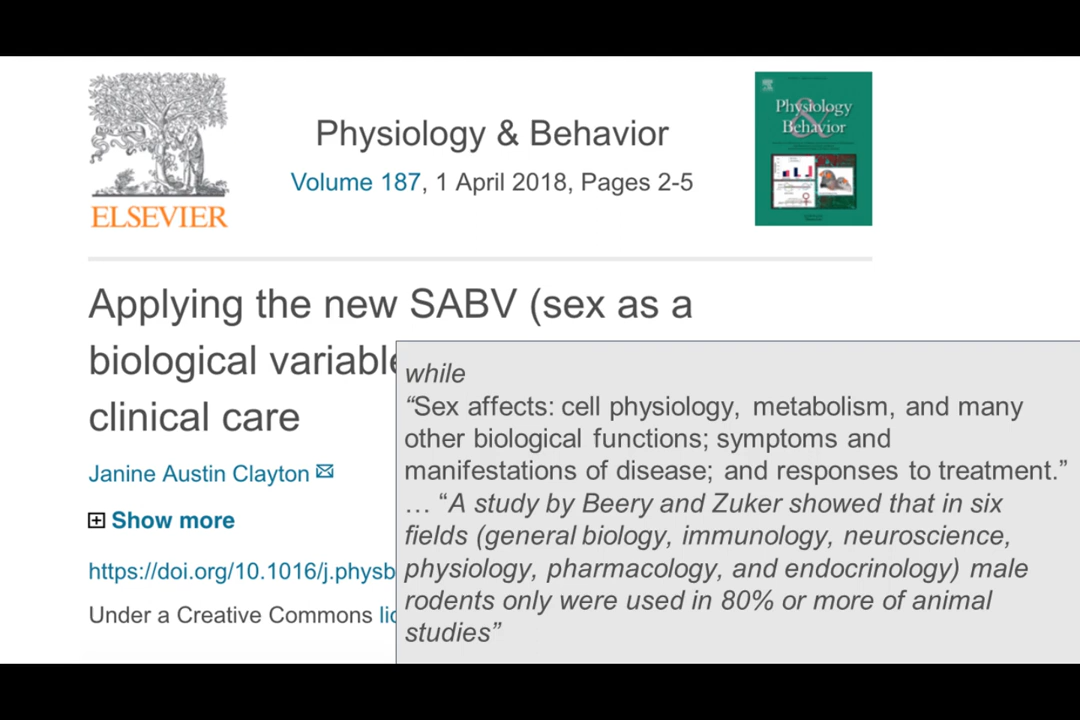 ELSEVIER
Physiology & Behavior
Volume 187, 1 April 2018, Pages 2-5
Physiology
&
Behavior
Applying the new SABV (sex as a
biological variable
clinical care
Janine Austin Clayton
Show more
https://doi.org/10.1016/j.physb
Under a Creative Commons lic
while
“Sex affects: cell physiology, metabolism, and many
other biological functions; symptoms and
manifestations of disease; and responses to treatment.”
… “A study by Beery and Zuker showed that in six
fields (general biology, immunology, neuroscience,
physiology, pharmacology, and endocrinology) male
rodents only were used in 80% or more of animal
studies”